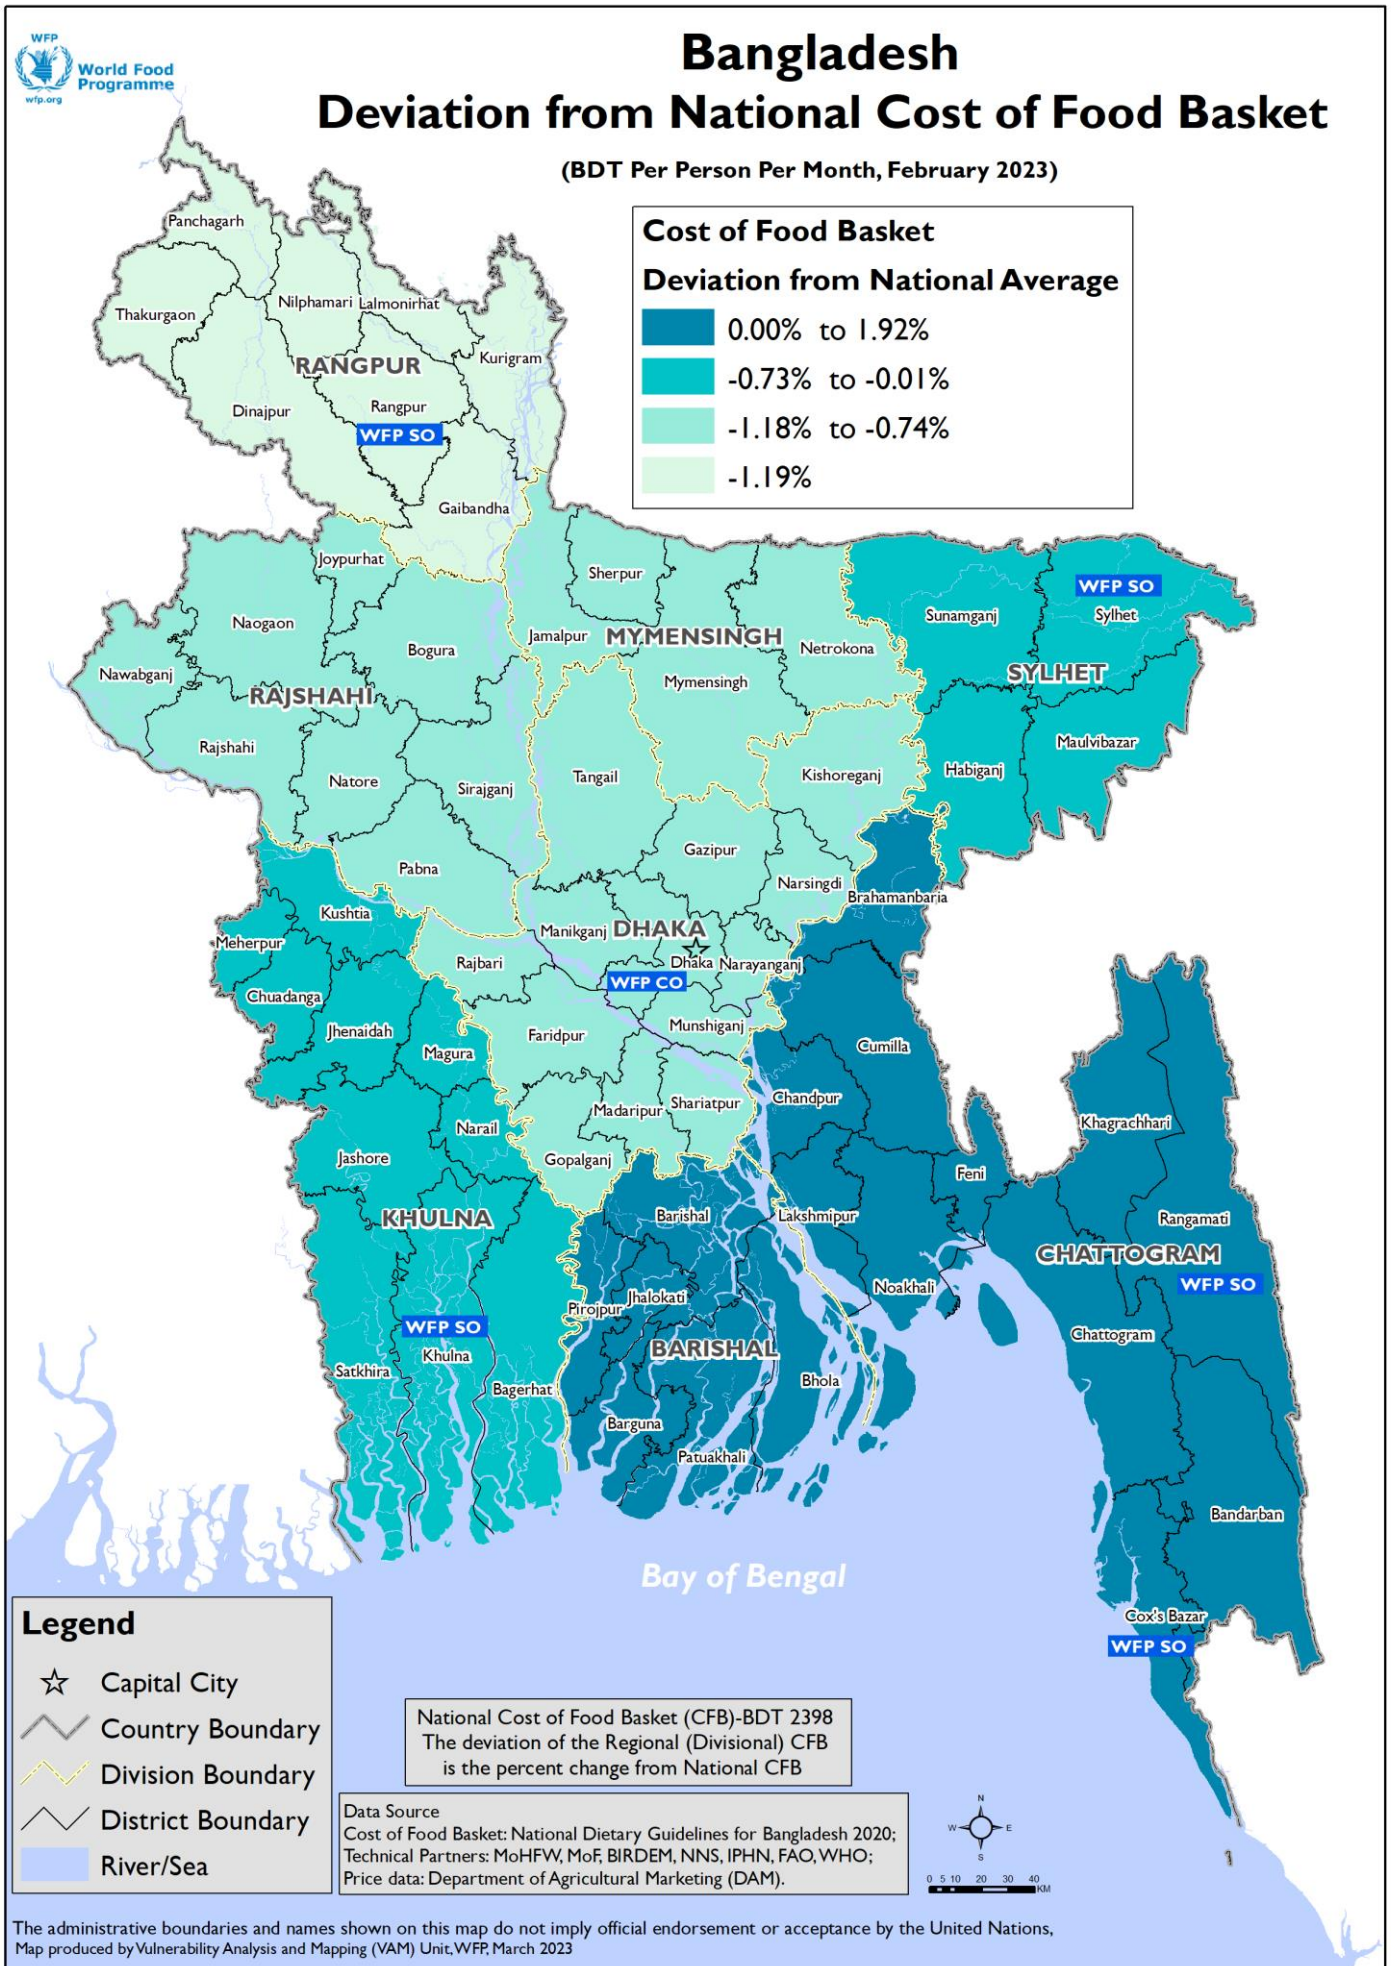 WFP
World Food
Programme
wfp.org
Bangladesh
Deviation from National Cost of Food Basket
(BDT Per Person Per Month, February 2023)
Cost of Food Basket
Deviation from National Average
0.00% to 1.92%
-0.73% to -0.01%
-1.18% to -0.74%
-1.19%
Panchagarh
Thakurgaon
Nilphamari
Lalmonirhat
RANGPUR
Kurigram
Dinajpur
Rangpur
WFP SO
Gaibandha
Joypurhat
Sherpur
WFP SO
Naogaon
Sunamganj
Sylhet
Jamalpur
MYMENSINGH
Bogura
Netrokona
Nawabganj
SYLHET
RAJSHAHI
Mymensingh
Rajshahi
Maulvibazar
Natore
Sirajganj
Tangail
Kishoreganj
Habiganj
Gazipur
Pabna
Narsingdi
Brahamanbaria
Kushtia
Manikganj
DHAKA
Meherpur
Rajbari
Dhaka
Narayanganj
WFP CO
Chuadanga
Jhenaidah
Faridpur
Munshiganj
Magura
Cumilla
Chandpur
Madaripur
Shariatpur
Narail
Khagrachhari
Jashore
Gopalganj
Feni
KHULNA
Barishal
Lakshmipur
Rangamati
CHATTOGRAM
WFP SO
Noakhali
Jhalokati
Pirojpur
WFP SO
Chattogram
BARISHAL
Khulna
Satkhira
Bagerhat
Bhola
Barguna
Patuakhali
Bandarban
Bay of Bengal
Cox's Bazar
WFP SO
Legend
Capital City
Country Boundary
Division Boundary
District Boundary
River/Sea
National Cost of Food Basket (CFB)-BDT 2398
The deviation of the Regional (Divisional) CFB
is the percent change from National CFB
Data Source
Cost of Food Basket: National Dietary Guidelines for Bangladesh 2020;
Technical Partners: MoHFW, MoF, BIRDEM, NNS, IPHN, FAO, WHO;
Price data: Department of Agricultural Marketing (DAM).
N
W E
S
0 5 10 20 30 40
KM
The administrative boundaries and names shown on this map do not imply official endorsement or acceptance by the United Nations,
Map produced by Vulnerability Analysis and Mapping (VAM) Unit, WFP, March 2023